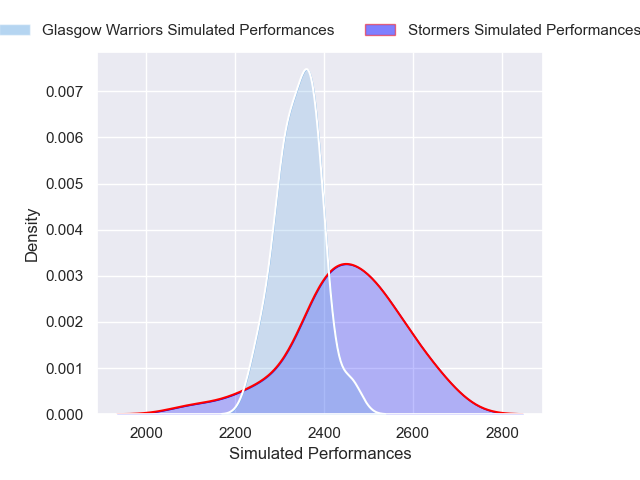 Glasgow Warriors Simulated Performances Stormers Simulated Performances
0.007
0.006
0.005
0.004
0.003
0.002
0.001
0.000
Density
2000 2200 2400 2600 2800
Simulated Performances